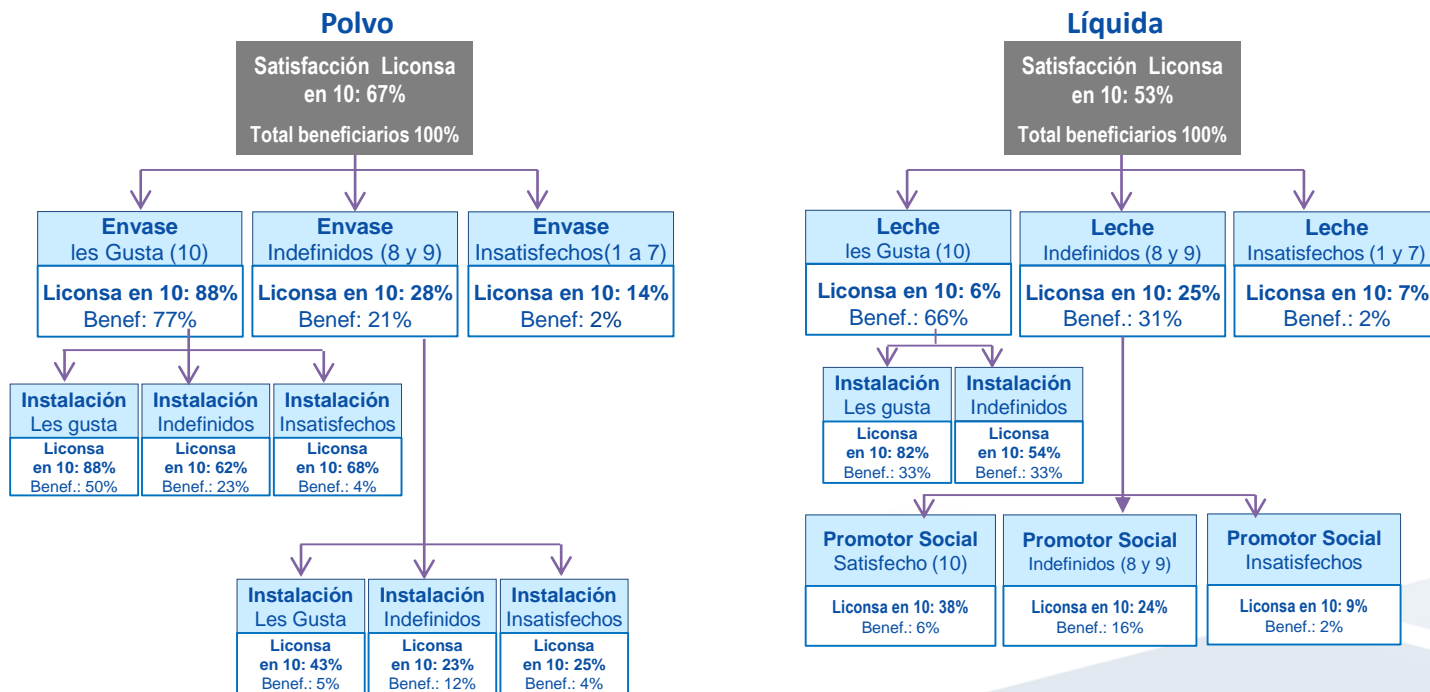 Polvo
Satisfacción Liconsa
en 10: 67%
Total beneficiarios 100%
Envase
les Gusta (10)
Liconsa en 10: 88%
Benef: 77%
Envase
Indefinidos (8 y 9)
Liconsa en 10: 28%
Benef: 21%
Envase
Insatisfechos(1 a 7)
Liconsa en 10: 14%
Benef: 2%
Instalación
Les gusta
Liconsa
en 10: 88%
Benef.: 50%
Instalación
Indefinidos
Liconsa
en 10: 62%
Benef.: 23%
Instalación
Insatisfechos
Liconsa
en 10: 68%
Benef.: 4%
Instalación
Les Gusta
Liconsa
en 10: 43%
Benef.: 5%
Instalación
Indefinidos
Liconsa
en 10: 23%
Benef.: 12%
Instalación
Insatisfechos
Liconsa
en 10: 25%
Benef.: 4%
Líquida
Satisfacción Liconsa
en 10: 53%
Total beneficiarios 100%
Leche
les Gusta (10)
Liconsa en 10: 6%
Benef.: 66%
Leche
Indefinidos (8 y 9)
Liconsa en 10: 25%
Benef.: 31%
Leche
Insatisfechos (1 y 7)
Liconsa en 10: 7%
Benef.: 2%
Instalación
Les gusta
Liconsa
en 10: 82%
Benef.: 33%
Instalación
Indefinidos
Liconsa
en 10: 54%
Benef.: 33%
Promotor Social
Satisfecho (10)
Liconsa en 10: 38%
Benef.: 6%
Promotor Social
Indefinidos (8 y 9)
Liconsa en 10: 24%
Benef.: 16%
Promotor Social
Insatisfechos
Liconsa en 10: 9%
Benef.: 2%